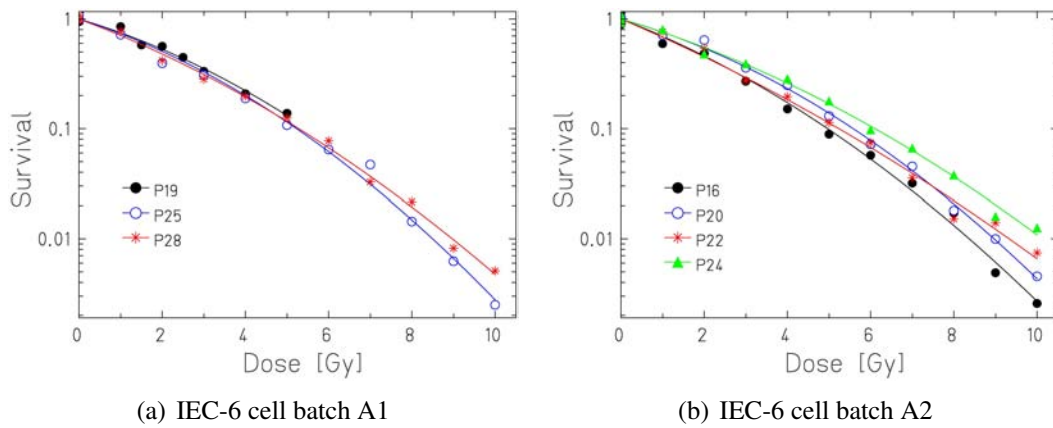 Survival
1
0.1
0.01
P19
P25
P28
0 2 4 6 8 10
Dose [Gy]
(a) IEC-6 cell batch A1
Survival
1
0.1
0.01
P16
P20
P22
P24
0 2 4 6 8 10
Dose [Gy]
(b) IEC-6 cell batch A2